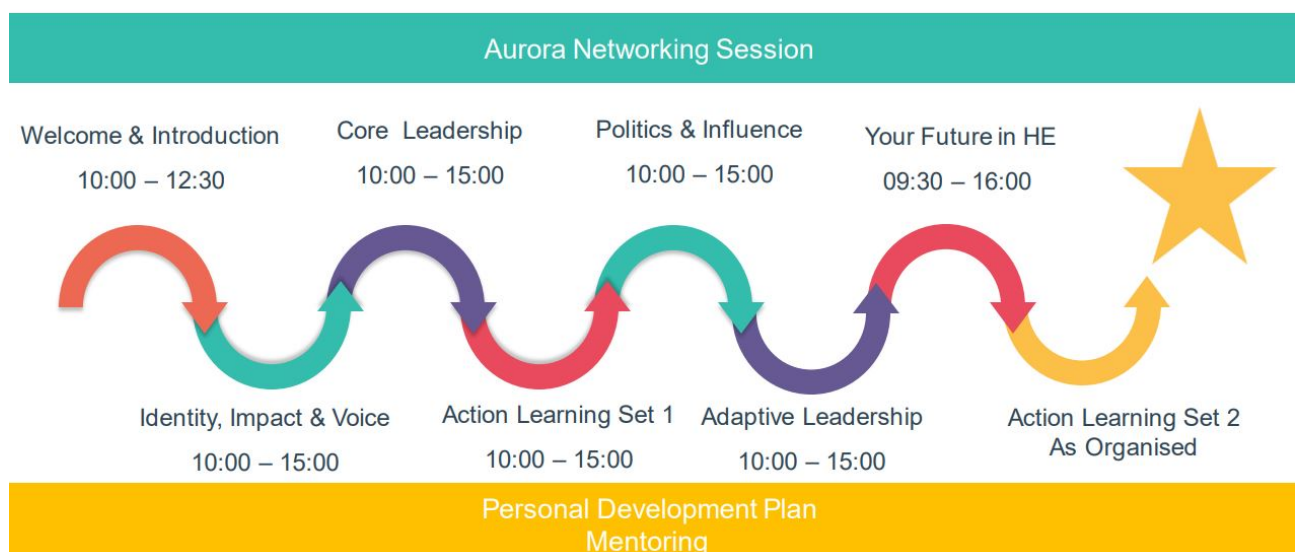 Aurora Networking Session
Welcome & Introduction
10:00 – 12:30
Core Leadership
10:00 – 15:00
Politics & Influence
10:00 – 15:00
Your Future in HE
09:30 – 16:00
Identity, Impact & Voice
10:00 – 15:00
Action Learning Set 1
10:00 – 15:00
Adaptive Leadership
10:00 – 15:00
Action Learning Set 2
As Organised
Personal Development Plan
Mentoring